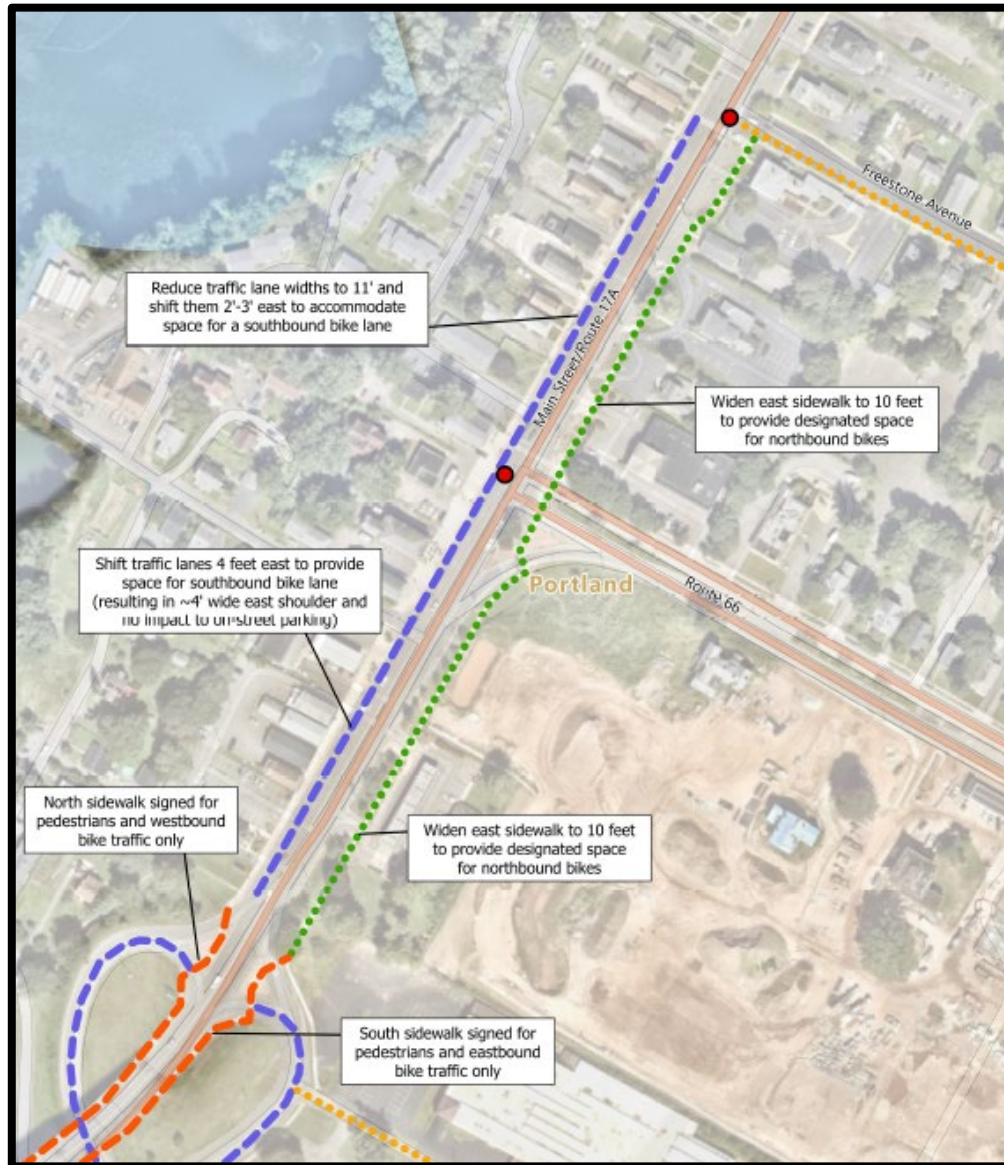 Freestone Avenue
Reduce traffic lane widths to 11' and
shift them 2'-3' east to accommodate
space for a southbound bike lane
Main Street/Route 17A
Widen east sidewalk to 10 feet
to provide designated space
for northbound bikes
Shift traffic lanes 4 feet east to provide
space for southbound bike lane
(resulting in ~4' wide east shoulder and
no impact to on-street parking)
Portland
Route 66
North sidewalk signed for
pedestrians and westbound
bike traffic only
Widen east sidewalk to 10 feet
to provide designated space
for northbound bikes
South sidewalk signed for
pedestrians and eastbound
bike traffic only